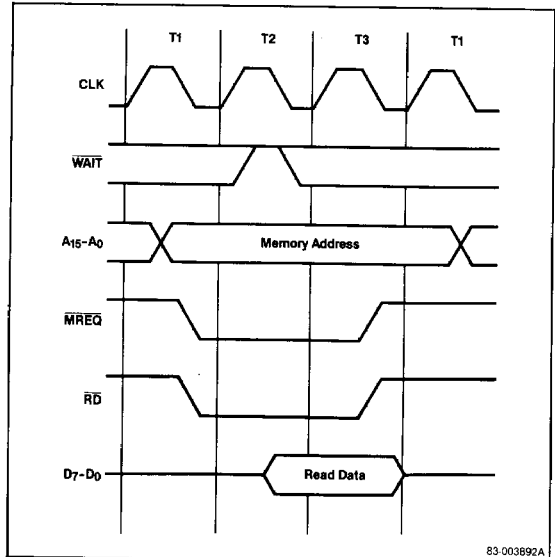 T1 T2 T3 T1
CLK
WAIT
A15-A0 Memory Address
MREQ
RD
D7-D0 Read Data
83-003892A